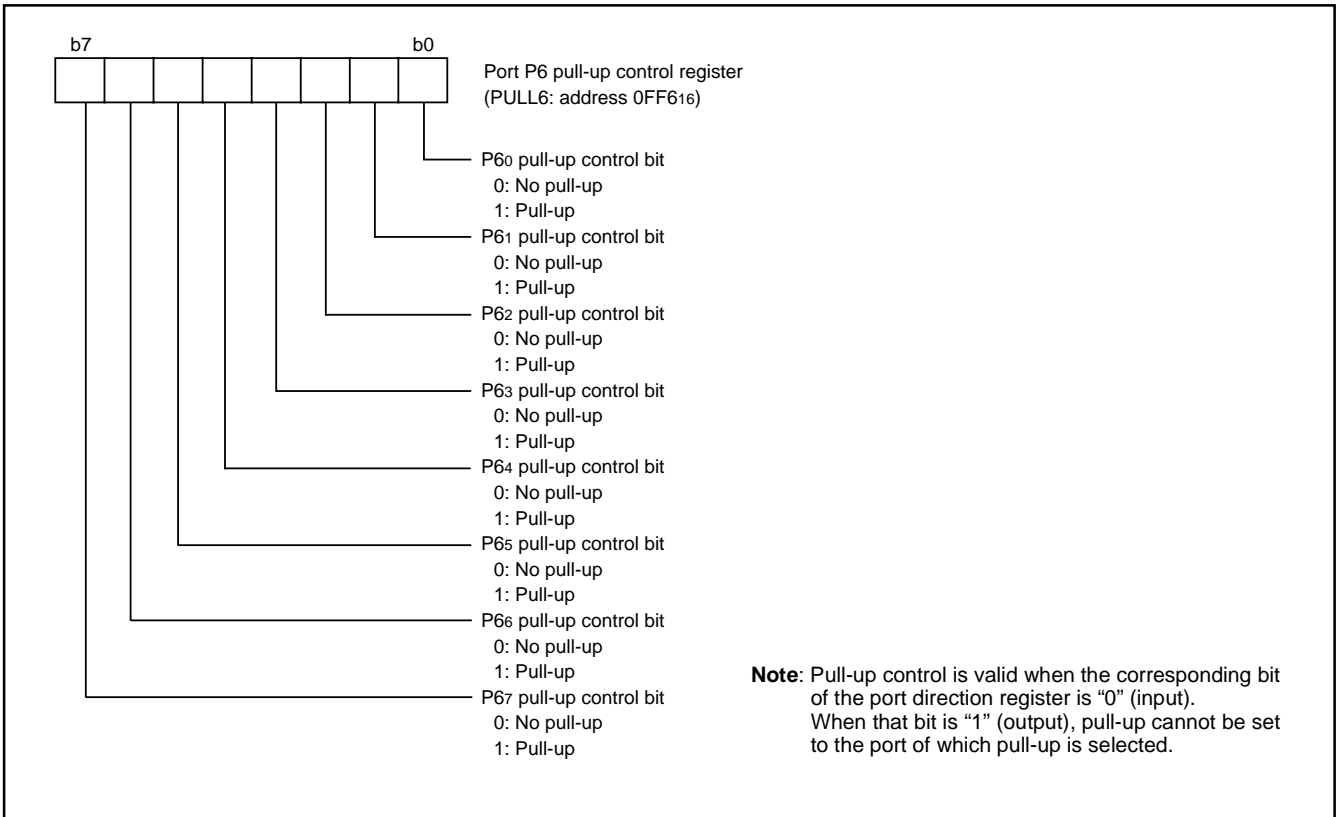 b7 b0
Port P6 pull-up control register
(PULL6: address 0FF616)
P60 pull-up control bit
0: No pull-up
1: Pull-up
P61 pull-up control bit
0: No pull-up
1: Pull-up
P62 pull-up control bit
0: No pull-up
1: Pull-up
P63 pull-up control bit
0: No pull-up
1: Pull-up
P64 pull-up control bit
0: No pull-up
1: Pull-up
P65 pull-up control bit
0: No pull-up
1: Pull-up
P66 pull-up control bit
0: No pull-up
1: Pull-up
P67 pull-up control bit
0: No pull-up
1: Pull-up
Note: Pull-up control is valid when the corresponding bit
of the port direction register is “0” (input).
When that bit is “1” (output), pull-up cannot be set
to the port of which pull-up is selected.